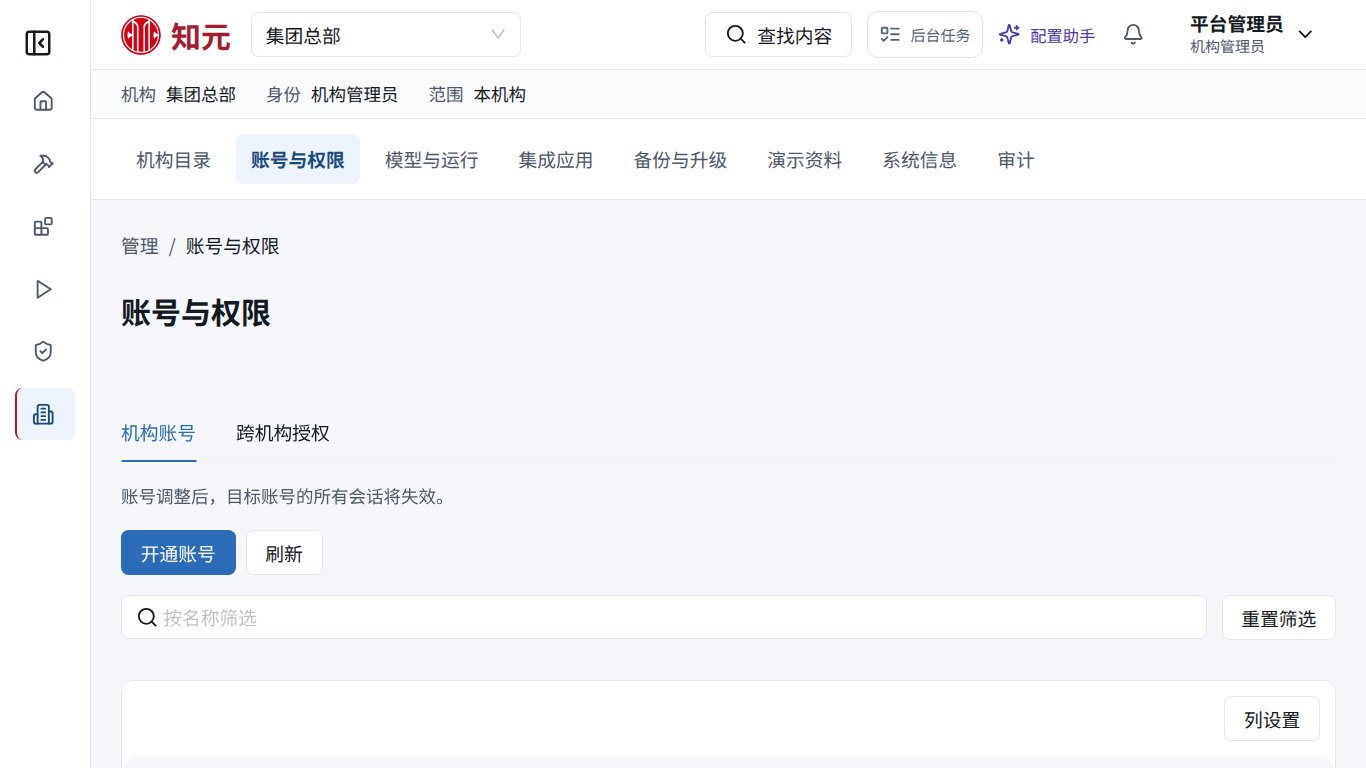 知元
集团总部
查找内容
后台任务
配置助手
平台管理员
机构管理员
机构 集团总部 身份 机构管理员 范围 本机构
机构目录 账号与权限 模型与运行 集成应用 备份与升级 演示资料 系统信息 审计
管理 / 账号与权限
账号与权限
机构账号 跨机构授权
账号调整后，目标账号的所有会话将失效。
开通账号 刷新
按名称筛选 重置筛选
列设置